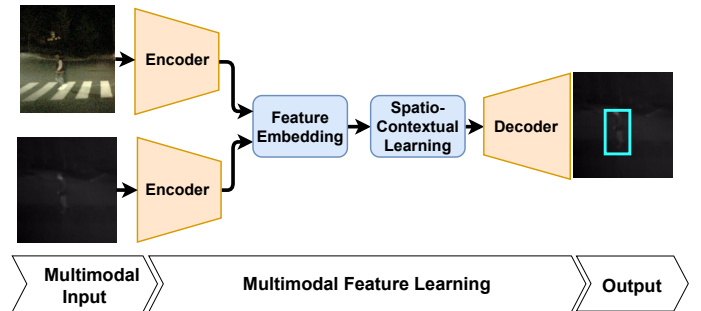 Encoder
Feature
Embedding
Spatio-
Contextual
Learning
Decoder
Encoder
Multimodal
Input
Multimodal Feature Learning
Output